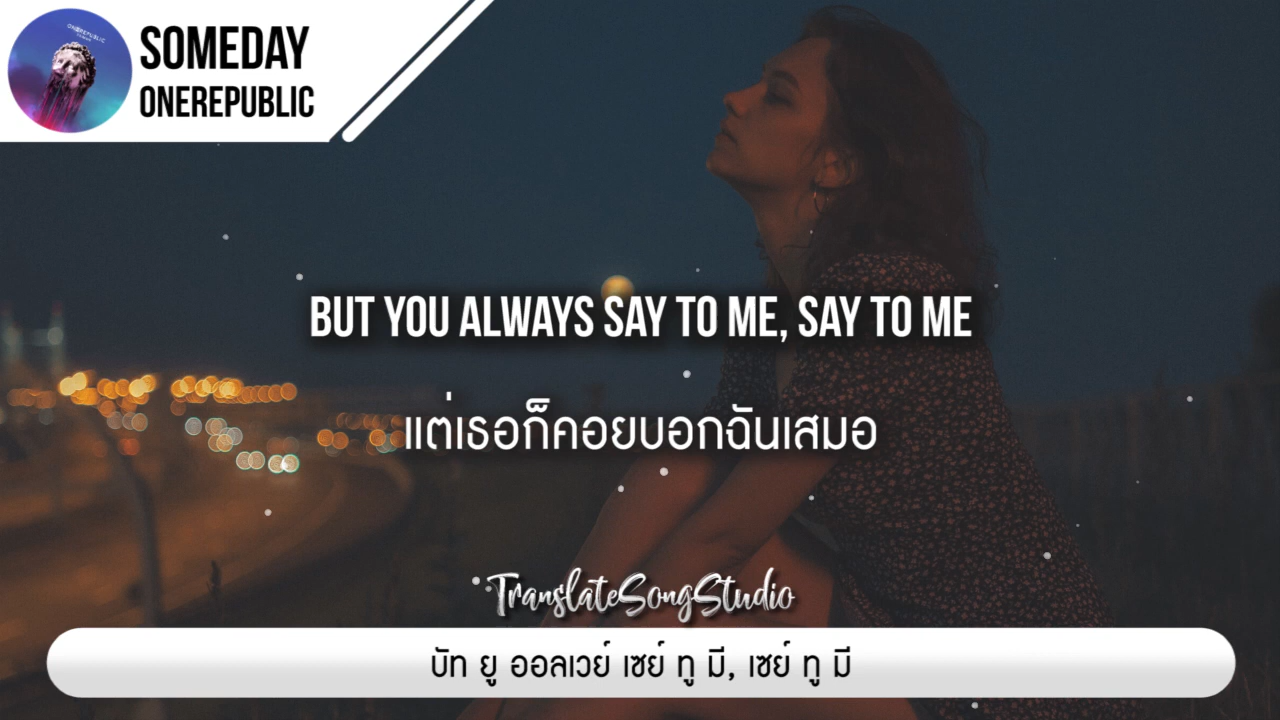 SOMEDAY
ONEREPUBLIC
BUT YOU ALWAYS SAY TO ME, SAY TO ME
แต่เธอก็คอยบอกฉันเสมอ
TranslateSongStudio
บัท ยู ออลเวย์ เซย์ ทู มี, เซย์ ทู มี